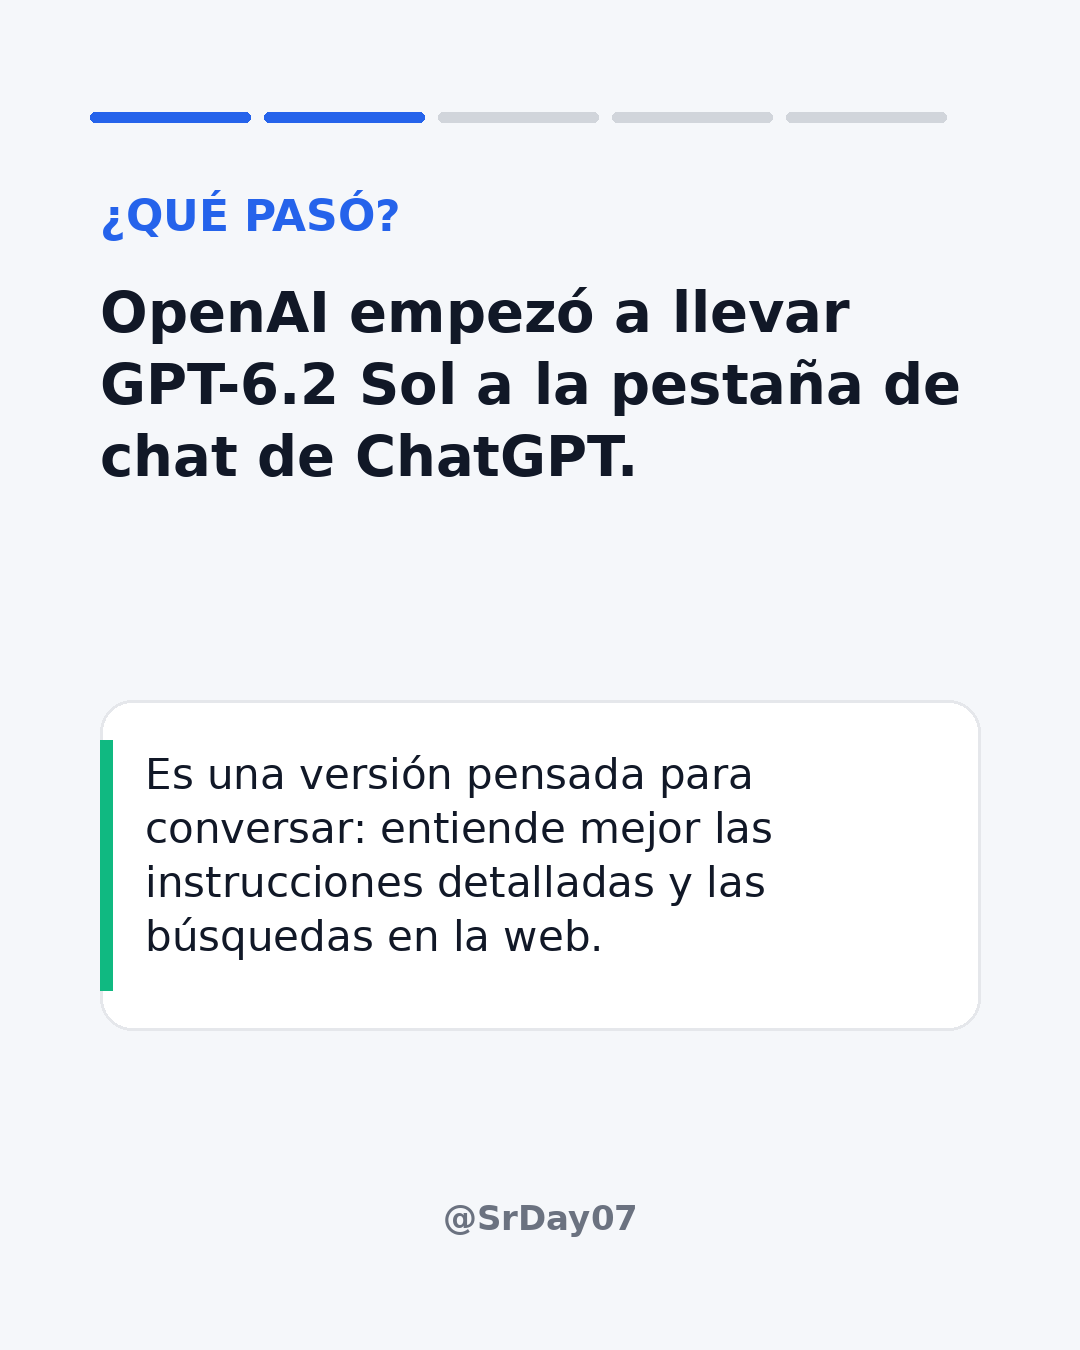 ¿QUÉ PASÓ?
OpenAI empezó a llevar
GPT-6.2 Sol a la pestaña de
chat de ChatGPT.
Es una versión pensada para
conversar: entiende mejor las
instrucciones detalladas y las
búsquedas en la web.
@SrDay07